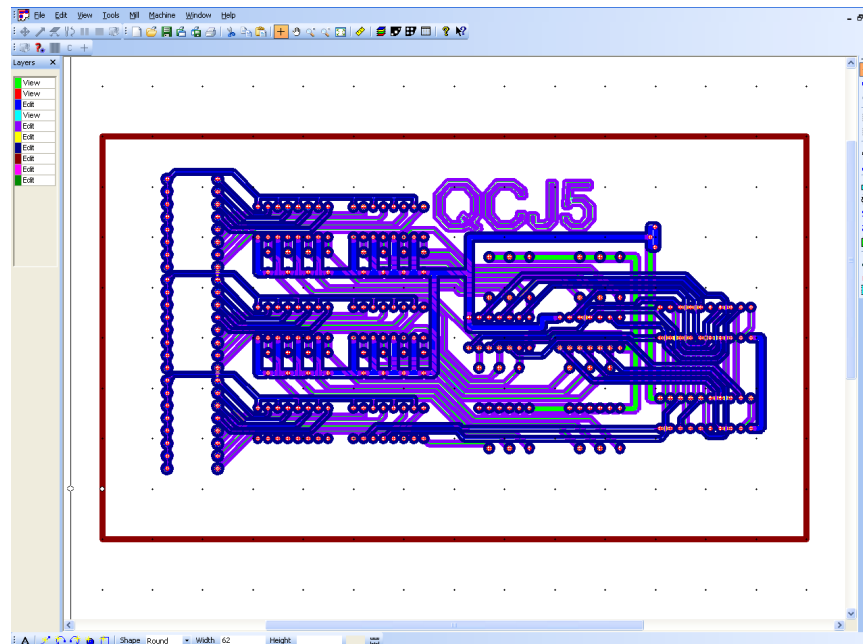 File Edit View Tools Mill Machine Window Help
Layers
View
View
Edit
View
Edit
Edit
Edit
Edit
Edit
Edit
QCJ5
Shape Round Width 62 Height